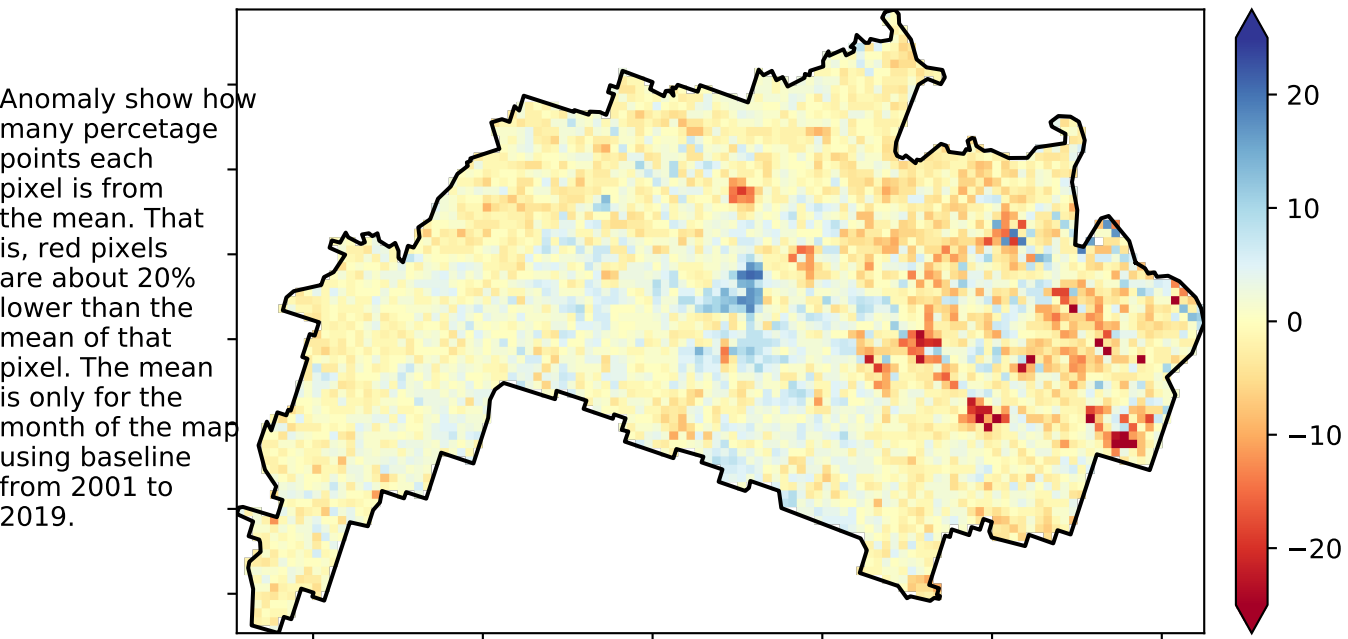 Anomaly show how
many percetage
points each
pixel is from
the mean. That
is, red pixels
are about 20%
lower than the
mean of that
pixel. The mean
is only for the
month of the map
using baseline
from 2001 to
2019.
20
10
0
−10
−20